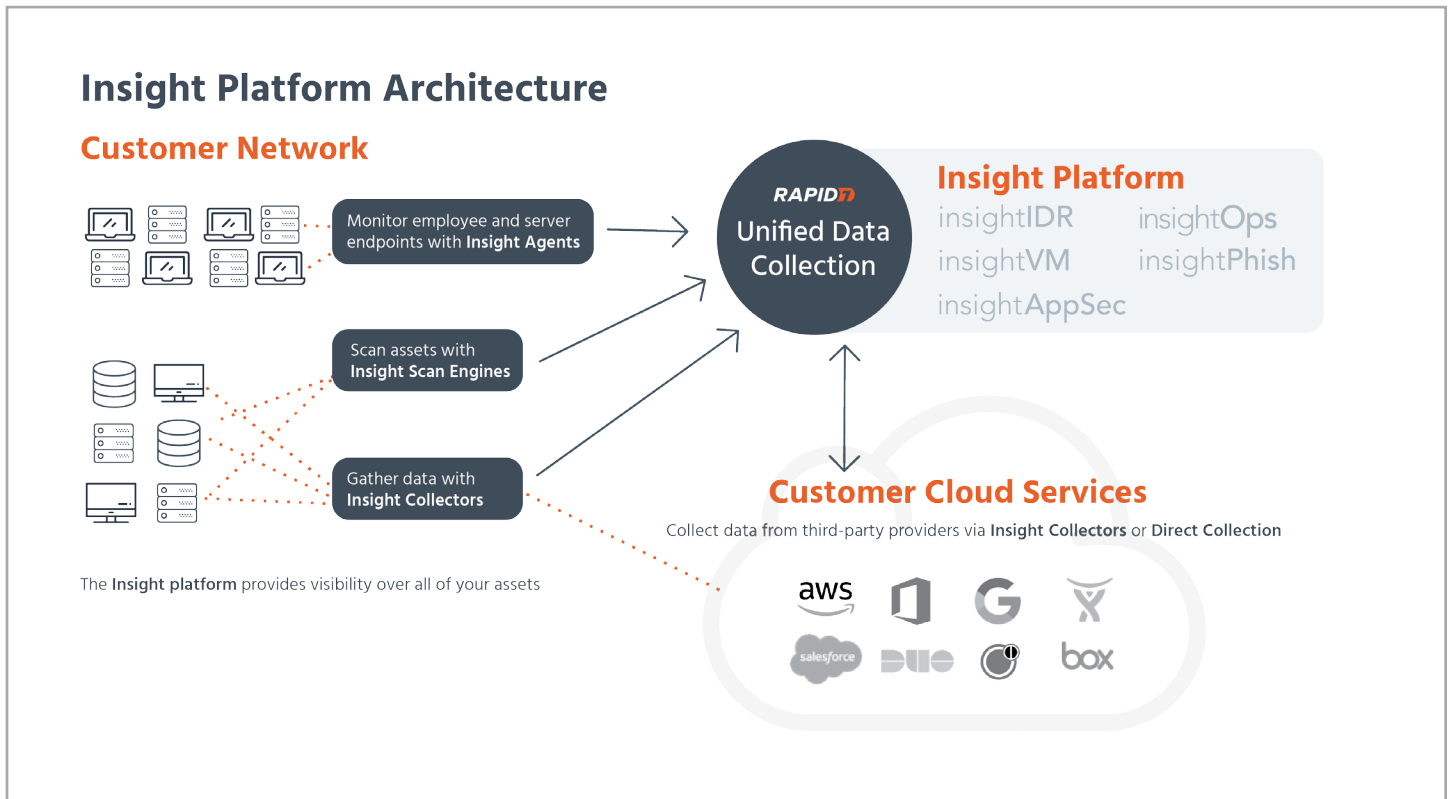 Insight Platform Architecture
Customer Network
Monitor employee and server
endpoints with Insight Agents
Scan assets with
Insight Scan Engines
Gather data with
Insight Collectors
The Insight platform provides visibility over all of your assets
RAPID7
Unified Data
Collection
Insight Platform
insightIDR
insightOps
insightVM
insightPhish
insightAppSec
Customer Cloud Services
Collect data from third-party providers via Insight Collectors or Direct Collection
aws
salesforce
DUO
box